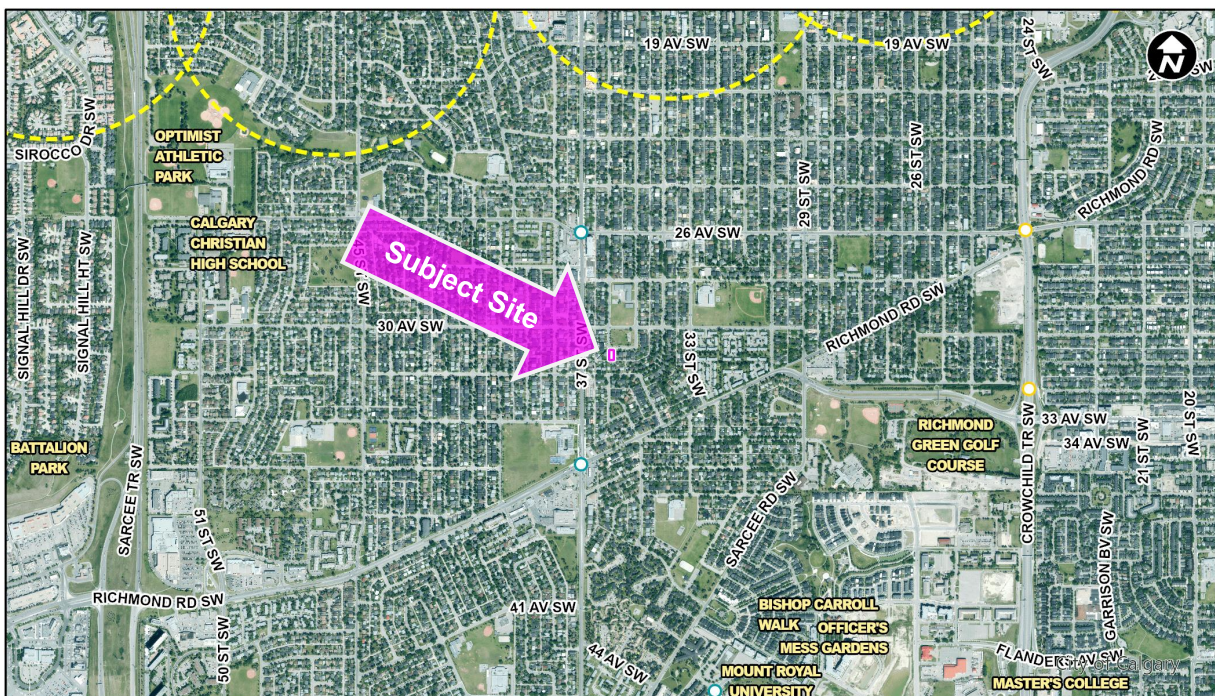 19 AV SW
19 AV SW
24 ST SW
SW
N
SIROCCO DR SW
OPTIMIST
ATHLETIC
PARK
26 ST SW
29 ST SW
RICHMOND RD SW
CALGARY
CHRISTIAN
HIGH SCHOOL
26 AV SW
SIGNAL HILL DR SW
SIGNAL HILL HT SW
45 ST SW
Subject Site
30 AV SW
37 ST SW
33 ST SW
RICHMOND RD SW
BATTALION
PARK
RICHMOND
GREEN GOLF
COURSE
33 AV SW
34 AV SW
20 ST SW
21 ST SW
CROWCHILD TR SW
SARCEE TR SW
51 ST SW
SARCEE RD SW
RICHMOND RD SW
41 AV SW
50 ST SW
44 AV SW
BISHOP CARROLL
WALK
OFFICER'S
MESS GARDENS
GARRISON BV SW
FLANDERS AV SW
City of Calgary
MOUNT ROYAL
UNIVERSITY
MASTER'S COLLEGE